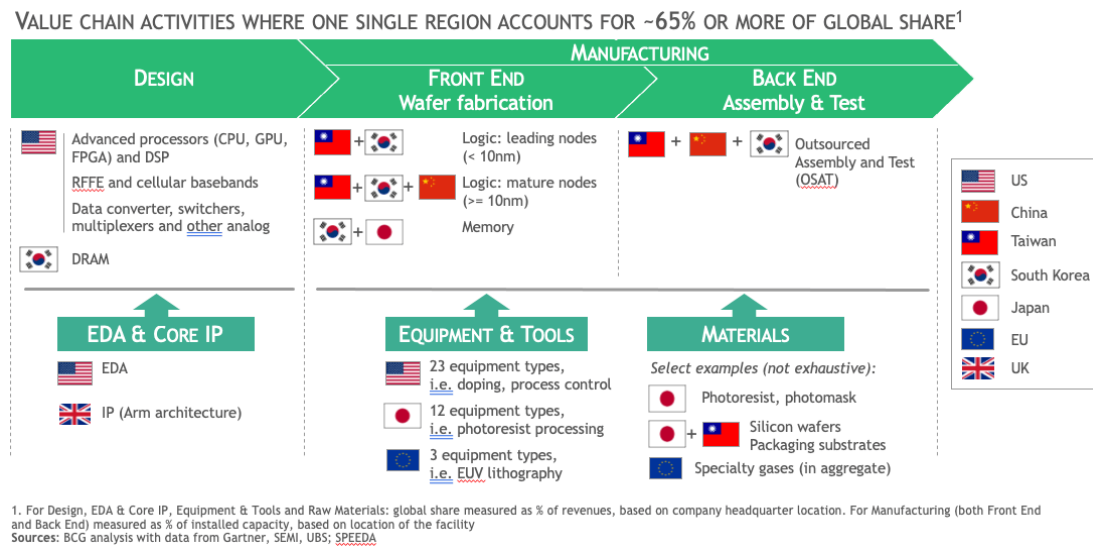 VALUE CHAIN ACTIVITIES WHERE ONE SINGLE REGION ACCOUNTS FOR ~65% OR MORE OF GLOBAL SHARE1
DESIGN
MANUFACTURING
FRONT END
Wafer fabrication
BACK END
Assembly & Test
Advanced processors (CPU, GPU,
FPGA) and DSP
RFFE and cellular basebands
Data converter, switchers,
multiplexers and other analog
DRAM
+
Logic: leading nodes
(< 10nm)
+ +
Logic: mature nodes
(>= 10nm)
+
Memory
+ +
Outsourced
Assembly and Test
(OSAT)
US
China
Taiwan
South Korea
Japan
EU
UK
EDA & CORE IP
EDA
IP (Arm architecture)
EQUIPMENT & TOOLS
23 equipment types,
i.e. doping, process control
12 equipment types,
i.e. photoresist processing
3 equipment types,
i.e. EUV lithography
MATERIALS
Select examples (not exhaustive):
Photoresist, photomask
+
Silicon wafers
Packaging substrates
Specialty gases (in aggregate)
1. For Design, EDA & Core IP, Equipment & Tools and Raw Materials: global share measured as % of revenues, based on company headquarter location. For Manufacturing (both Front End
and Back End) measured as % of installed capacity, based on location of the facility
Sources: BCG analysis with data from Gartner, SEMI, UBS; SPEEDA